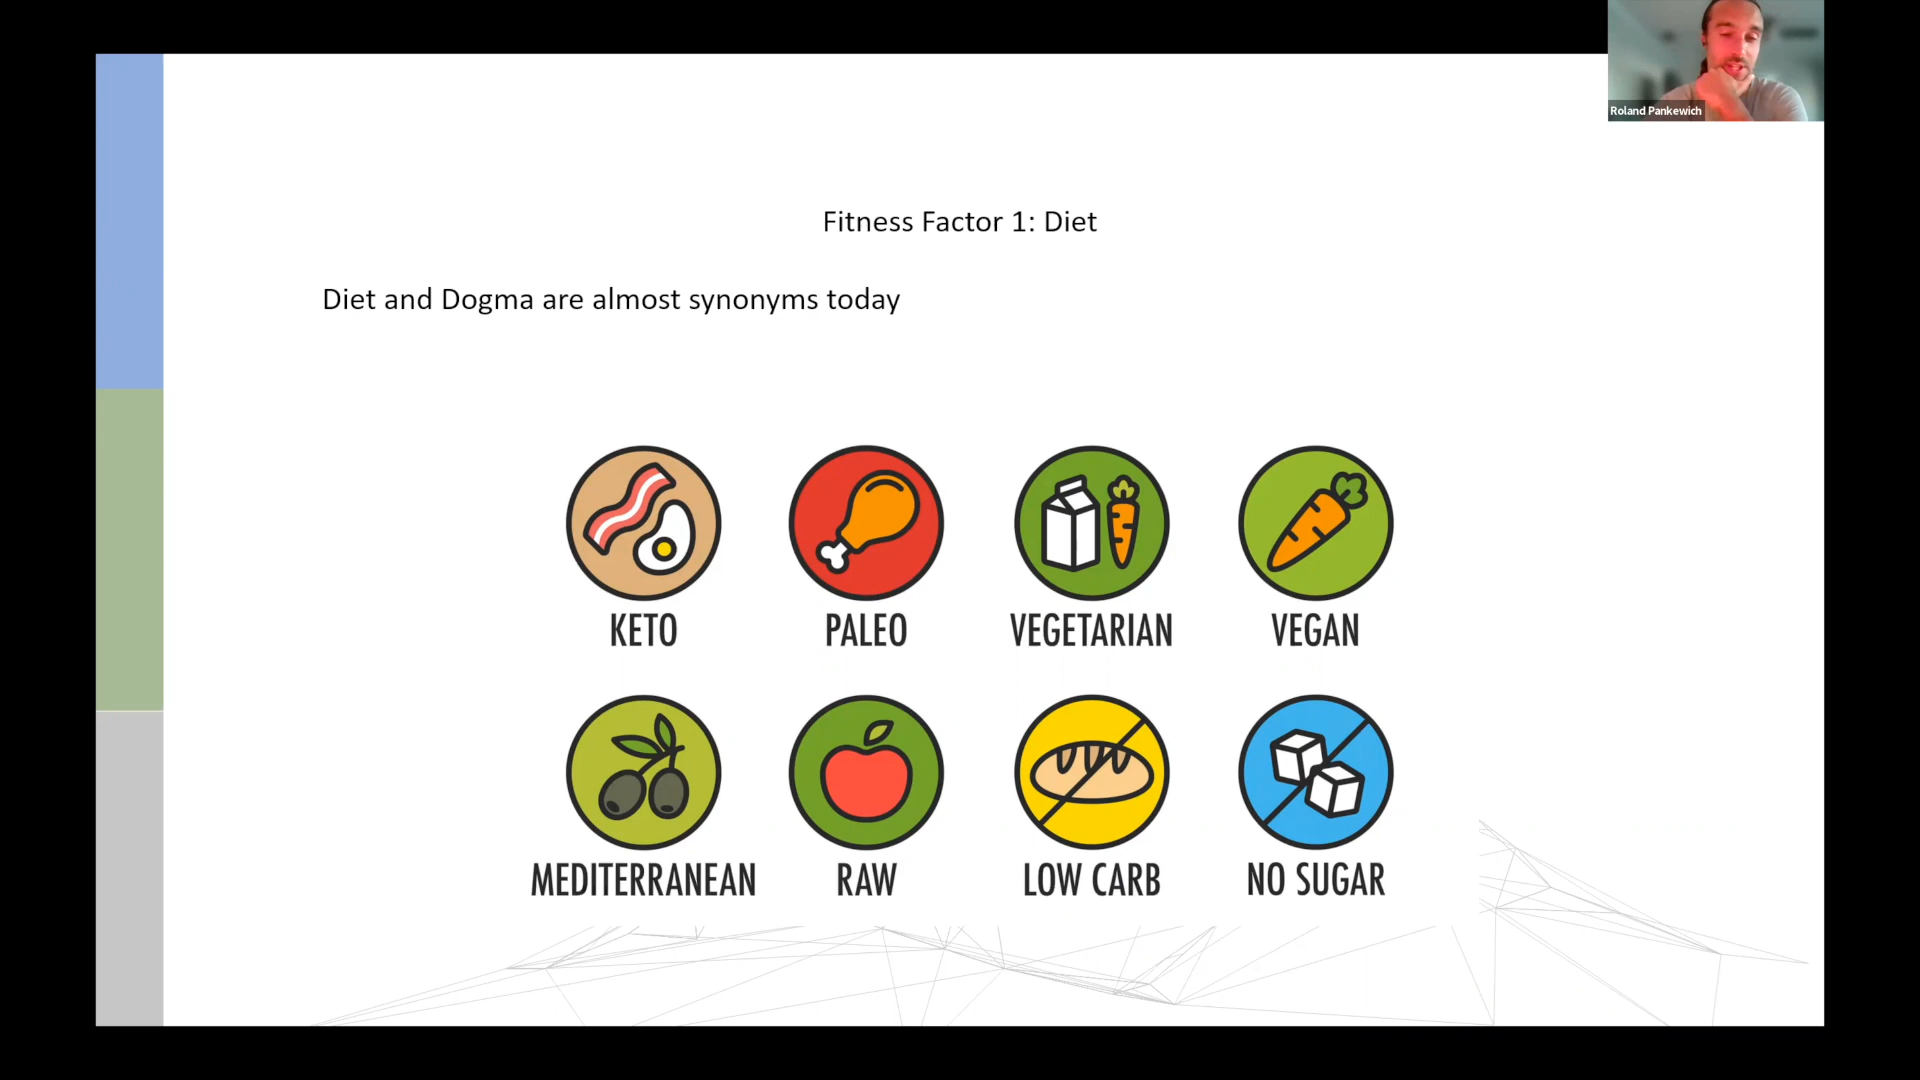 Roland Pankewich
Fitness Factor 1: Diet
Diet and Dogma are almost synonyms today
KETO
PALEO
VEGETARIAN
VEGAN
MEDITERRANEAN
RAW
LOW CARB
NO SUGAR